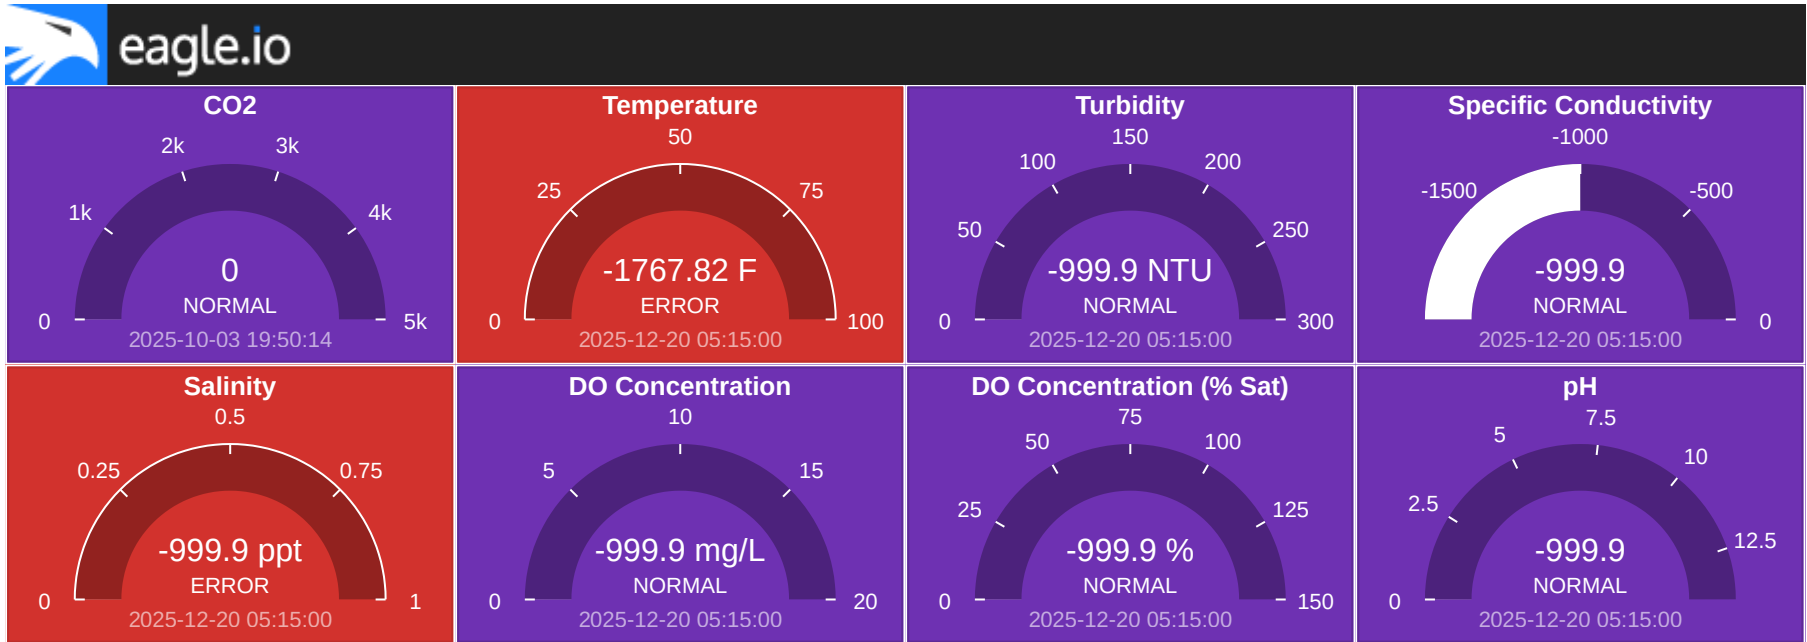 eagle.io
CO2
2k
3k
1k
4k
0
NORMAL
0
5k
2025-10-03 19:50:14
Temperature
50
25
75
-1767.82 F
ERROR
0
100
2025-12-20 05:15:00
Turbidity
150
100
200
50
250
-999.9 NTU
NORMAL
0
300
2025-12-20 05:15:00
Specific Conductivity
-1000
-1500
-500
-999.9
NORMAL
0
2025-12-20 05:15:00
Salinity
0.5
0.25
0.75
-999.9 ppt
ERROR
0
1
2025-12-20 05:15:00
DO Concentration
10
5
15
-999.9 mg/L
NORMAL
0
20
2025-12-20 05:15:00
DO Concentration (% Sat)
75
50
100
25
125
-999.9 %
NORMAL
0
150
2025-12-20 05:15:00
pH
7.5
5
10
2.5
12.5
-999.9
NORMAL
0
2025-12-20 05:15:00